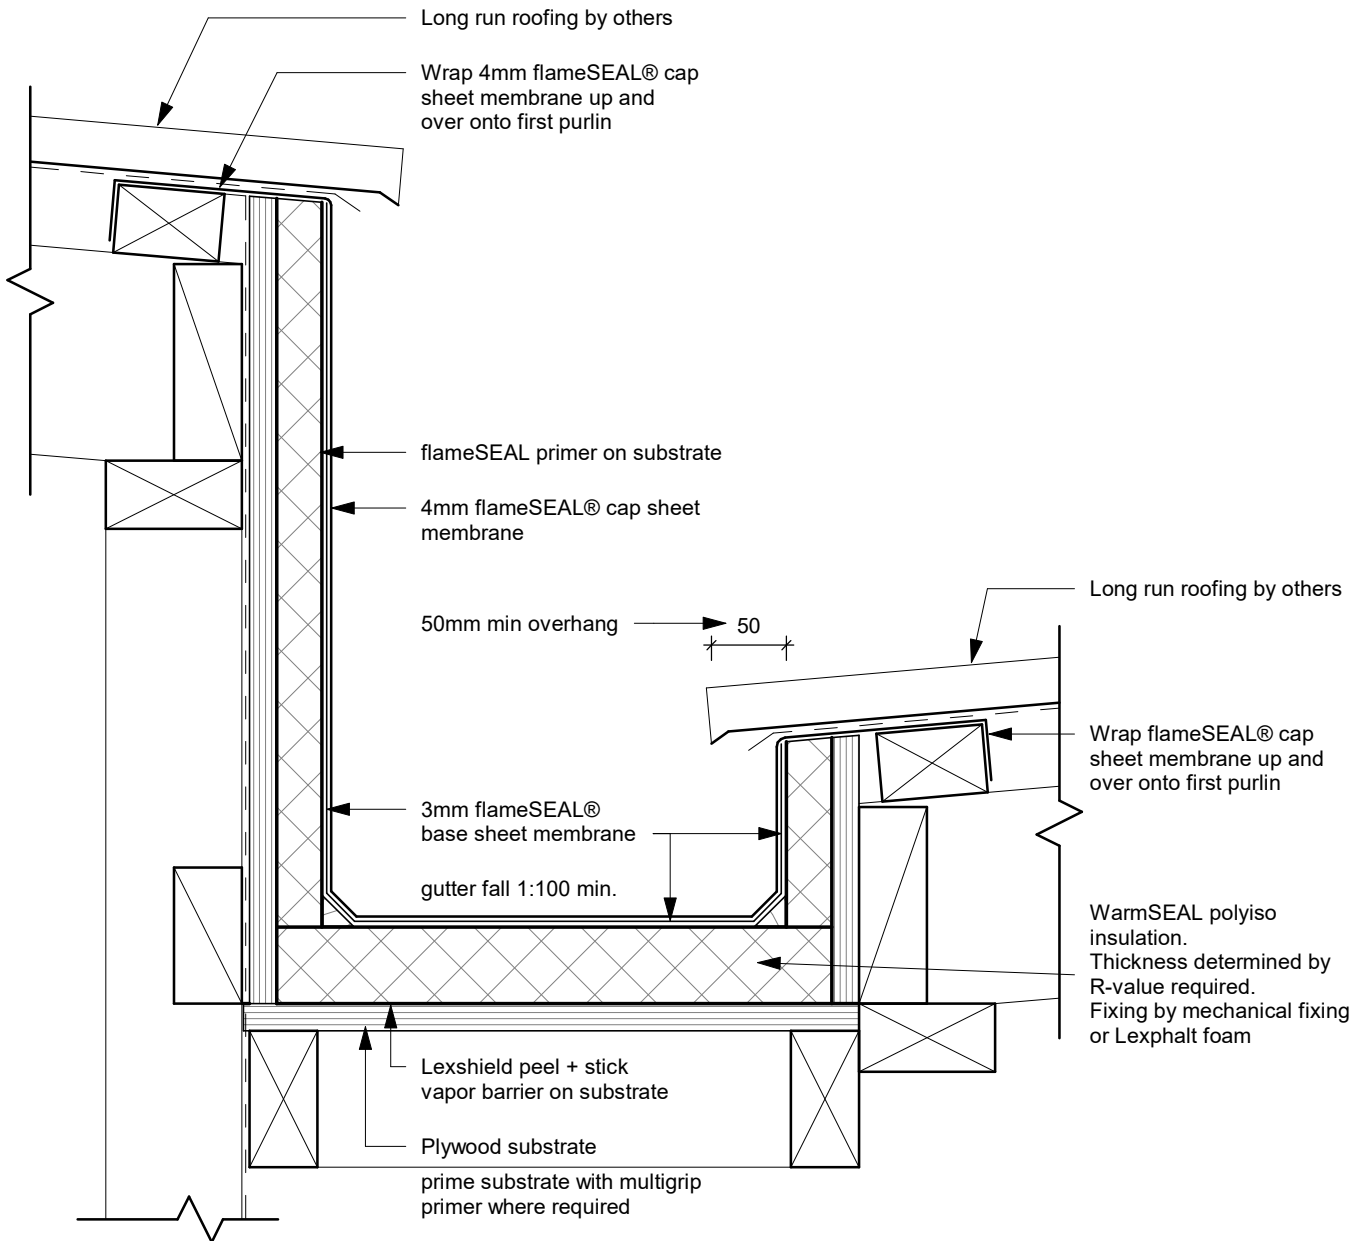 Long run roofing by others
Wrap 4mm flameSEAL® cap
sheet membrane up and
over onto first purlin
flameSEAL primer on substrate
4mm flameSEAL® cap sheet
membrane
50mm min overhang
50
Long run roofing by others
Wrap flameSEAL® cap
sheet membrane up and
over onto first purlin
3mm flameSEAL®
base sheet membrane
gutter fall 1:100 min.
WarmSEAL polyiso
insulation.
Thickness determined by
R-value required.
Fixing by mechanical fixing
or Lexphalt foam
Lexshield peel + stick
vapor barrier on substrate
Plywood substrate
prime substrate with multigrip
primer where required